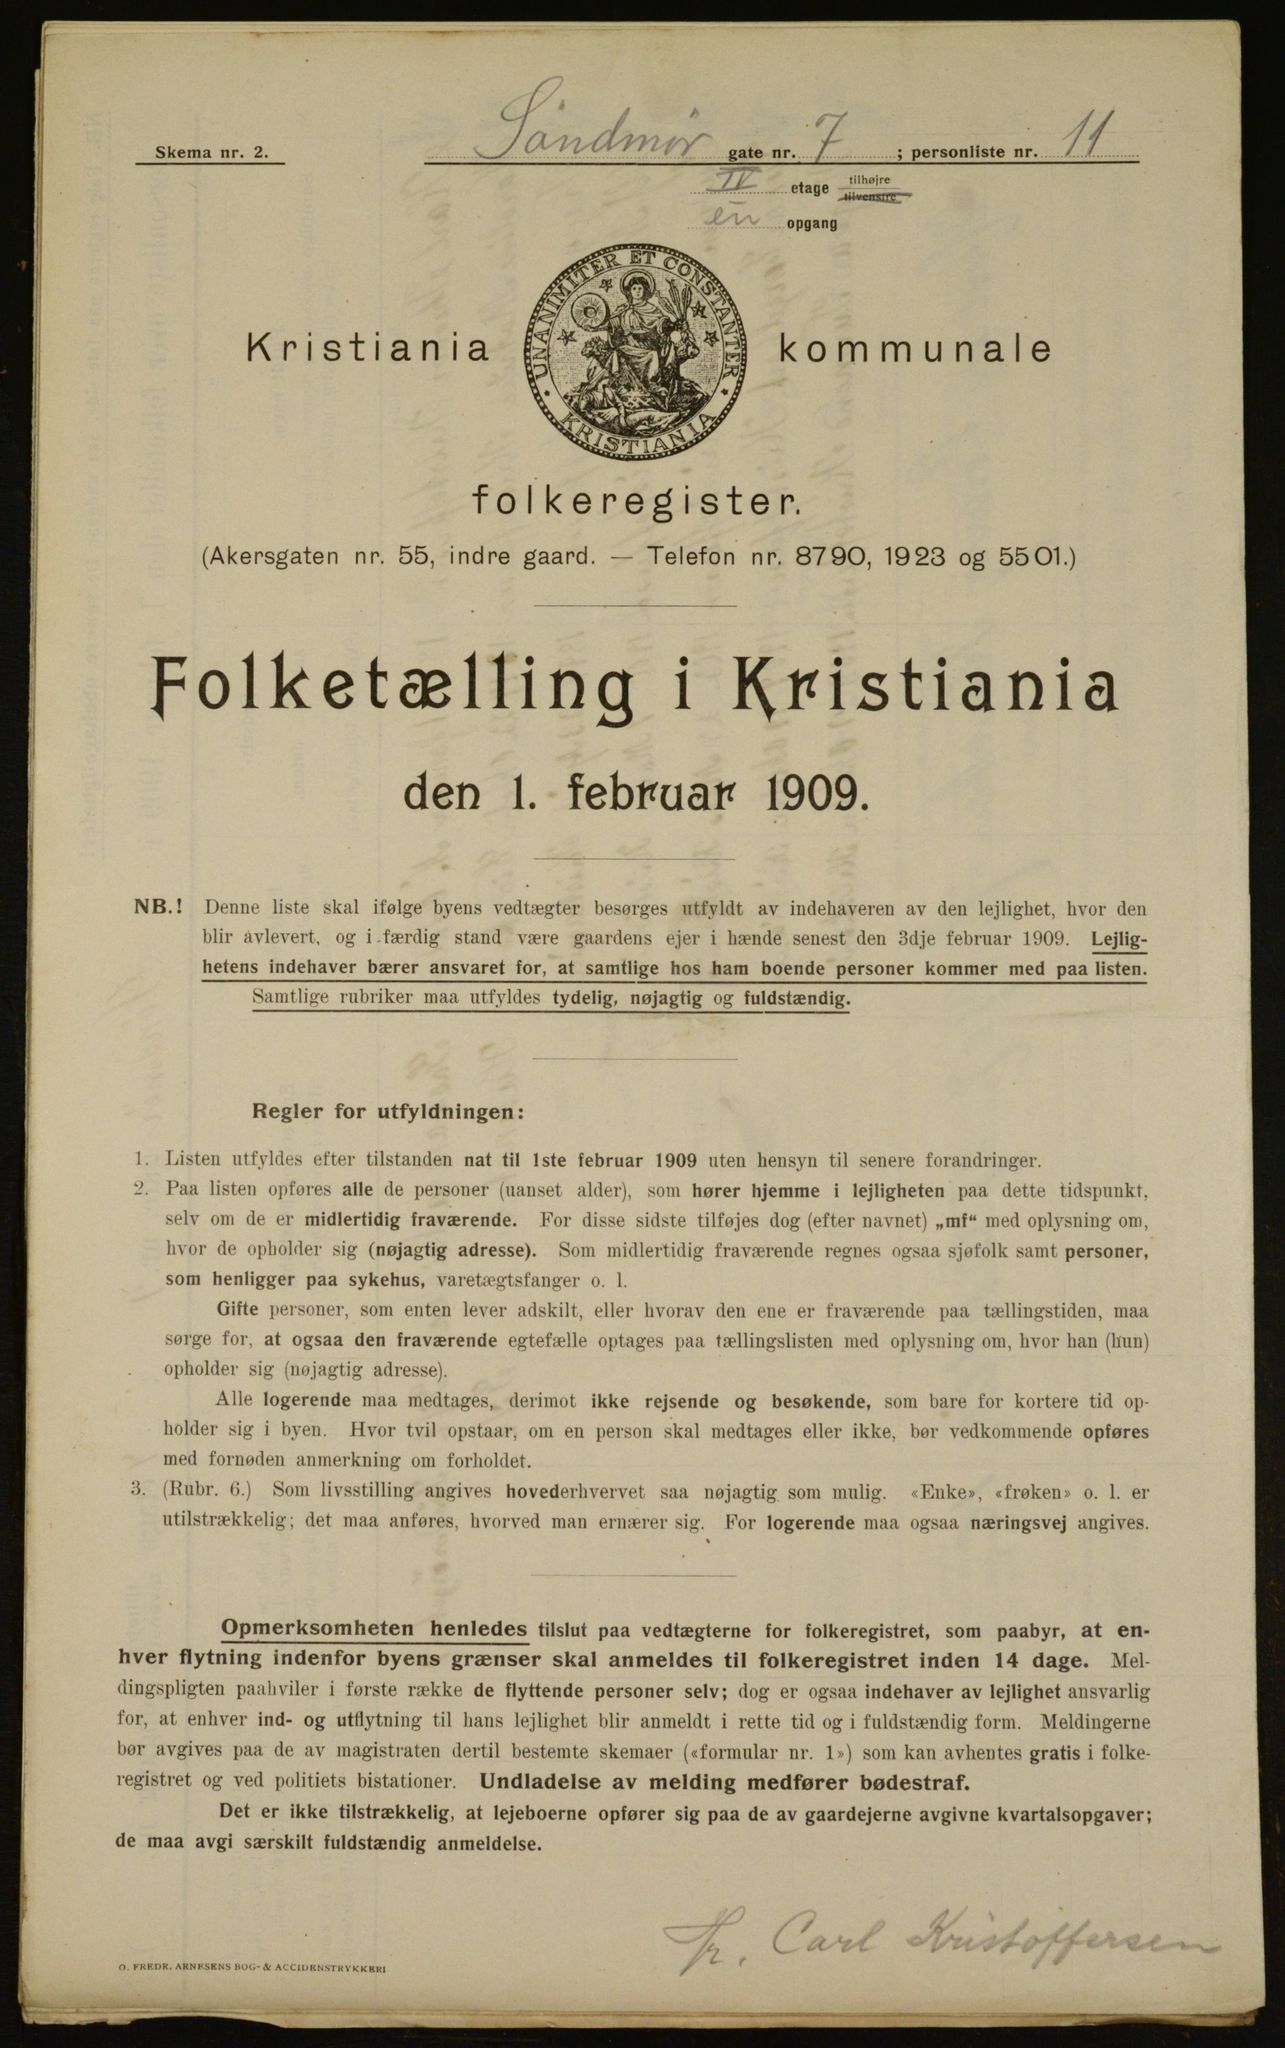 Skema nr. 2.
Söndmör gate nr. 7 ; personliste nr. 11
IV etage tilhøjre
tilvenstre
én opgang
UNANIMITER ET CONSTANTER
Kristiania kommunale
KRISTIANIA
folkeregister.
(Akersgaten nr. 55, indre gaard. — Telefon nr. 8790, 1923 og 5501.)
Folketælling i Kristiania
den 1. februar 1909.
NB.! Denne liste skal ifølge byens vedtægter besørges utfyldt av indehaveren av den lejlighet, hvor den
blir avlevert, og i færdig stand være gaardens ejer i hænde senest den 3dje februar 1909. Lejlig-
hetens indehaver bærer ansvaret for, at samtlige hos ham boende personer kommer med paa listen.
Samtlige rubriker maa utfyldes tydelig, nøjagtig og fuldstændig.
Regler for utfyldningen:
1. Listen utfyldes efter tilstanden nat til 1ste februar 1909 uten hensyn til senere forandringer.
2. Paa listen opføres alle de personer (uanset alder), som hører hjemme i lejligheten paa dette tidspunkt,
selv om de er midlertidig fraværende. For disse sidste tilføjes dog (efter navnet) „mf“ med oplysning om,
hvor de opholder sig (nøjagtig adresse). Som midlertidig fraværende regnes ogsaa sjøfolk samt personer,
som henligger paa sykehus, varetægtsfanger o. l.
Gifte personer, som enten lever adskilt, eller hvorav den ene er fraværende paa tællingstiden, maa
sørge for, at ogsaa den fraværende egtefælle optages paa tællingslisten med oplysning om, hvor han (hun)
opholder sig (nøjagtig adresse).
Alle logerende maa medtages, derimot ikke rejsende og besøkende, som bare for kortere tid op-
holder sig i byen. Hvor tvil opstaar, om en person skal medtages eller ikke, bør vedkommende opføres
med fornøden anmerkning om forholdet.
3. (Rubr. 6.) Som livsstilling angives hovederhvervet saa nøjagtig som mulig. «Enke», «frøken» o. l. er
utilstrækkelig; det maa anføres, hvorved man ernærer sig. For logerende maa ogsaa næringsvej angives.
Opmerksomheten henledes tilslut paa vedtægterne for folkeregistret, som paabyr, at en-
hver flytning indenfor byens grænser skal anmeldes til folkeregistret inden 14 dage. Mel-
dingspligten paahviler i første række de flyttende personer selv; dog er ogsaa indehaver av lejlighet ansvarlig
for, at enhver ind- og utflytning til hans lejlighet blir anmeldt i rette tid og i fuldstændig form. Meldingerne
bør avgives paa de av magistraten dertil bestemte skemaer («formular nr. 1») som kan avhentes gratis i folke-
registret og ved politiets bistationer. Undladelse av melding medfører bødestraf.
Det er ikke tilstrækkelig, at lejeboerne opfører sig paa de av gaardejerne avgivne kvartalsopgaver;
de maa avgi særskilt fuldstændig anmeldelse.
Hr. Carl Kristoffersen
O. FREDR. ARNESENS BOG- & ACCIDENSTRYKKERI